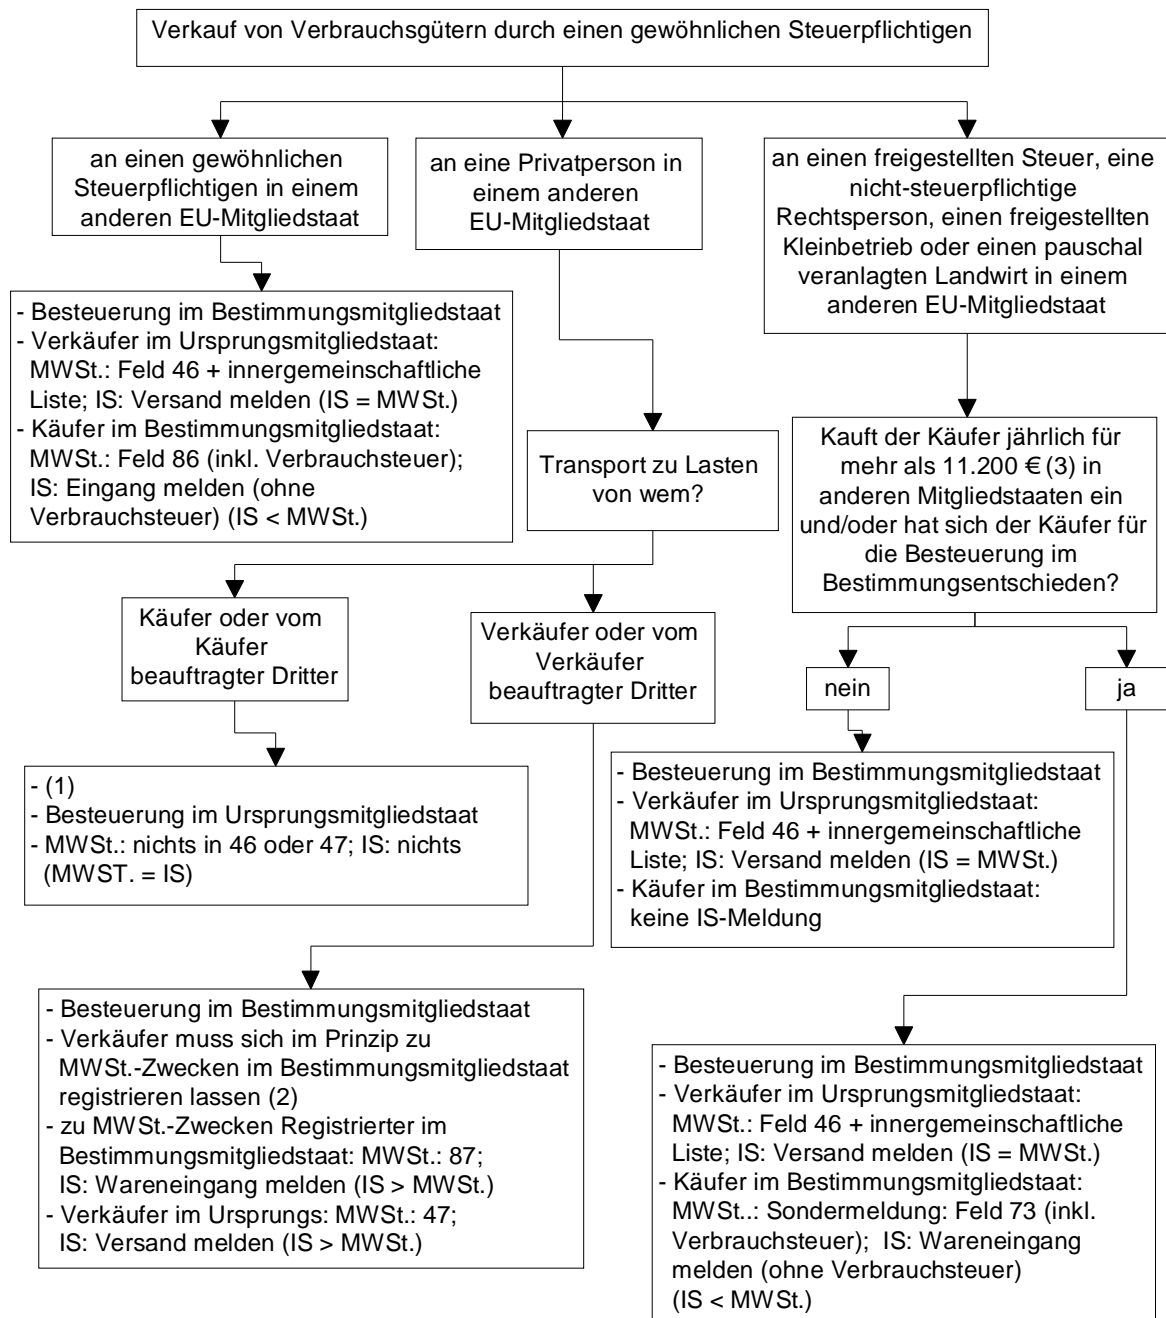 Verkauf von Verbrauchsgütern durch einen gewöhnlichen Steuerpflichtigen
an einen gewöhnlichen
Steuerpflichtigen in einem
anderen EU-Mitgliedstaat
an eine Privatperson in
einem anderen
EU-Mitgliedstaat
an einen freigestellten Steuer, eine
nicht-steuerpflichtige
Rechtsperson, einen freigestellten
Kleinbetrieb oder einen pauschal
veranlagten Landwirt in einem
anderen EU-Mitgliedstaat
- Besteuerung im Bestimmungsmitgliedstaat
- Verkäufer im Ursprungsmitgliedstaat:
MWSt.: Feld 46 + innergemeinschaftliche
Liste; IS: Versand melden (IS = MWSt.)
- Käufer im Bestimmungsmitgliedstaat:
MWSt.: Feld 86 (inkl. Verbrauchsteuer);
IS: Eingang melden (ohne
Verbrauchsteuer) (IS < MWSt.)
Transport zu Lasten
von wem?
Kauft der Käufer jährlich für
mehr als 11.200 € (3) in
anderen Mitgliedstaaten ein
und/oder hat sich der Käufer für
die Besteuerung im
Bestimmungsentschieden?
Käufer oder vom
Käufer
beauftragter Dritter
Verkäufer oder vom
Verkäufer
beauftragter Dritter
nein
ja
- (1)
- Besteuerung im Ursprungsmitgliedstaat
- MWSt.: nichts in 46 oder 47; IS: nichts
(MWST. = IS)
- Besteuerung im Bestimmungsmitgliedstaat
- Verkäufer im Ursprungsmitgliedstaat:
MWSt.: Feld 46 + innergemeinschaftliche
Liste; IS: Versand melden (IS = MWSt.)
- Käufer im Bestimmungsmitgliedstaat:
keine IS-Meldung
- Besteuerung im Bestimmungsmitgliedstaat
- Verkäufer muss sich im Prinzip zu
MWSt.-Zwecken im Bestimmungsmitgliedstaat
registrieren lassen (2)
- zu MWSt.-Zwecken Registrierter im
Bestimmungsmitgliedstaat: MWSt.: 87;
IS: Wareneingang melden (IS > MWSt.)
- Verkäufer im Ursprungs: MWSt.: 47;
IS: Versand melden (IS > MWSt.)
- Besteuerung im Bestimmungsmitgliedstaat
- Verkäufer im Ursprungsmitgliedstaat:
MWSt.: Feld 46 + innergemeinschaftliche
Liste; IS: Versand melden (IS = MWSt.)
- Käufer im Bestimmungsmitgliedstaat:
MWSt..: Sondermeldung: Feld 73 (inkl.
Verbrauchsteuer); IS: Wareneingang
melden (ohne Verbrauchsteuer)
(IS < MWSt.)